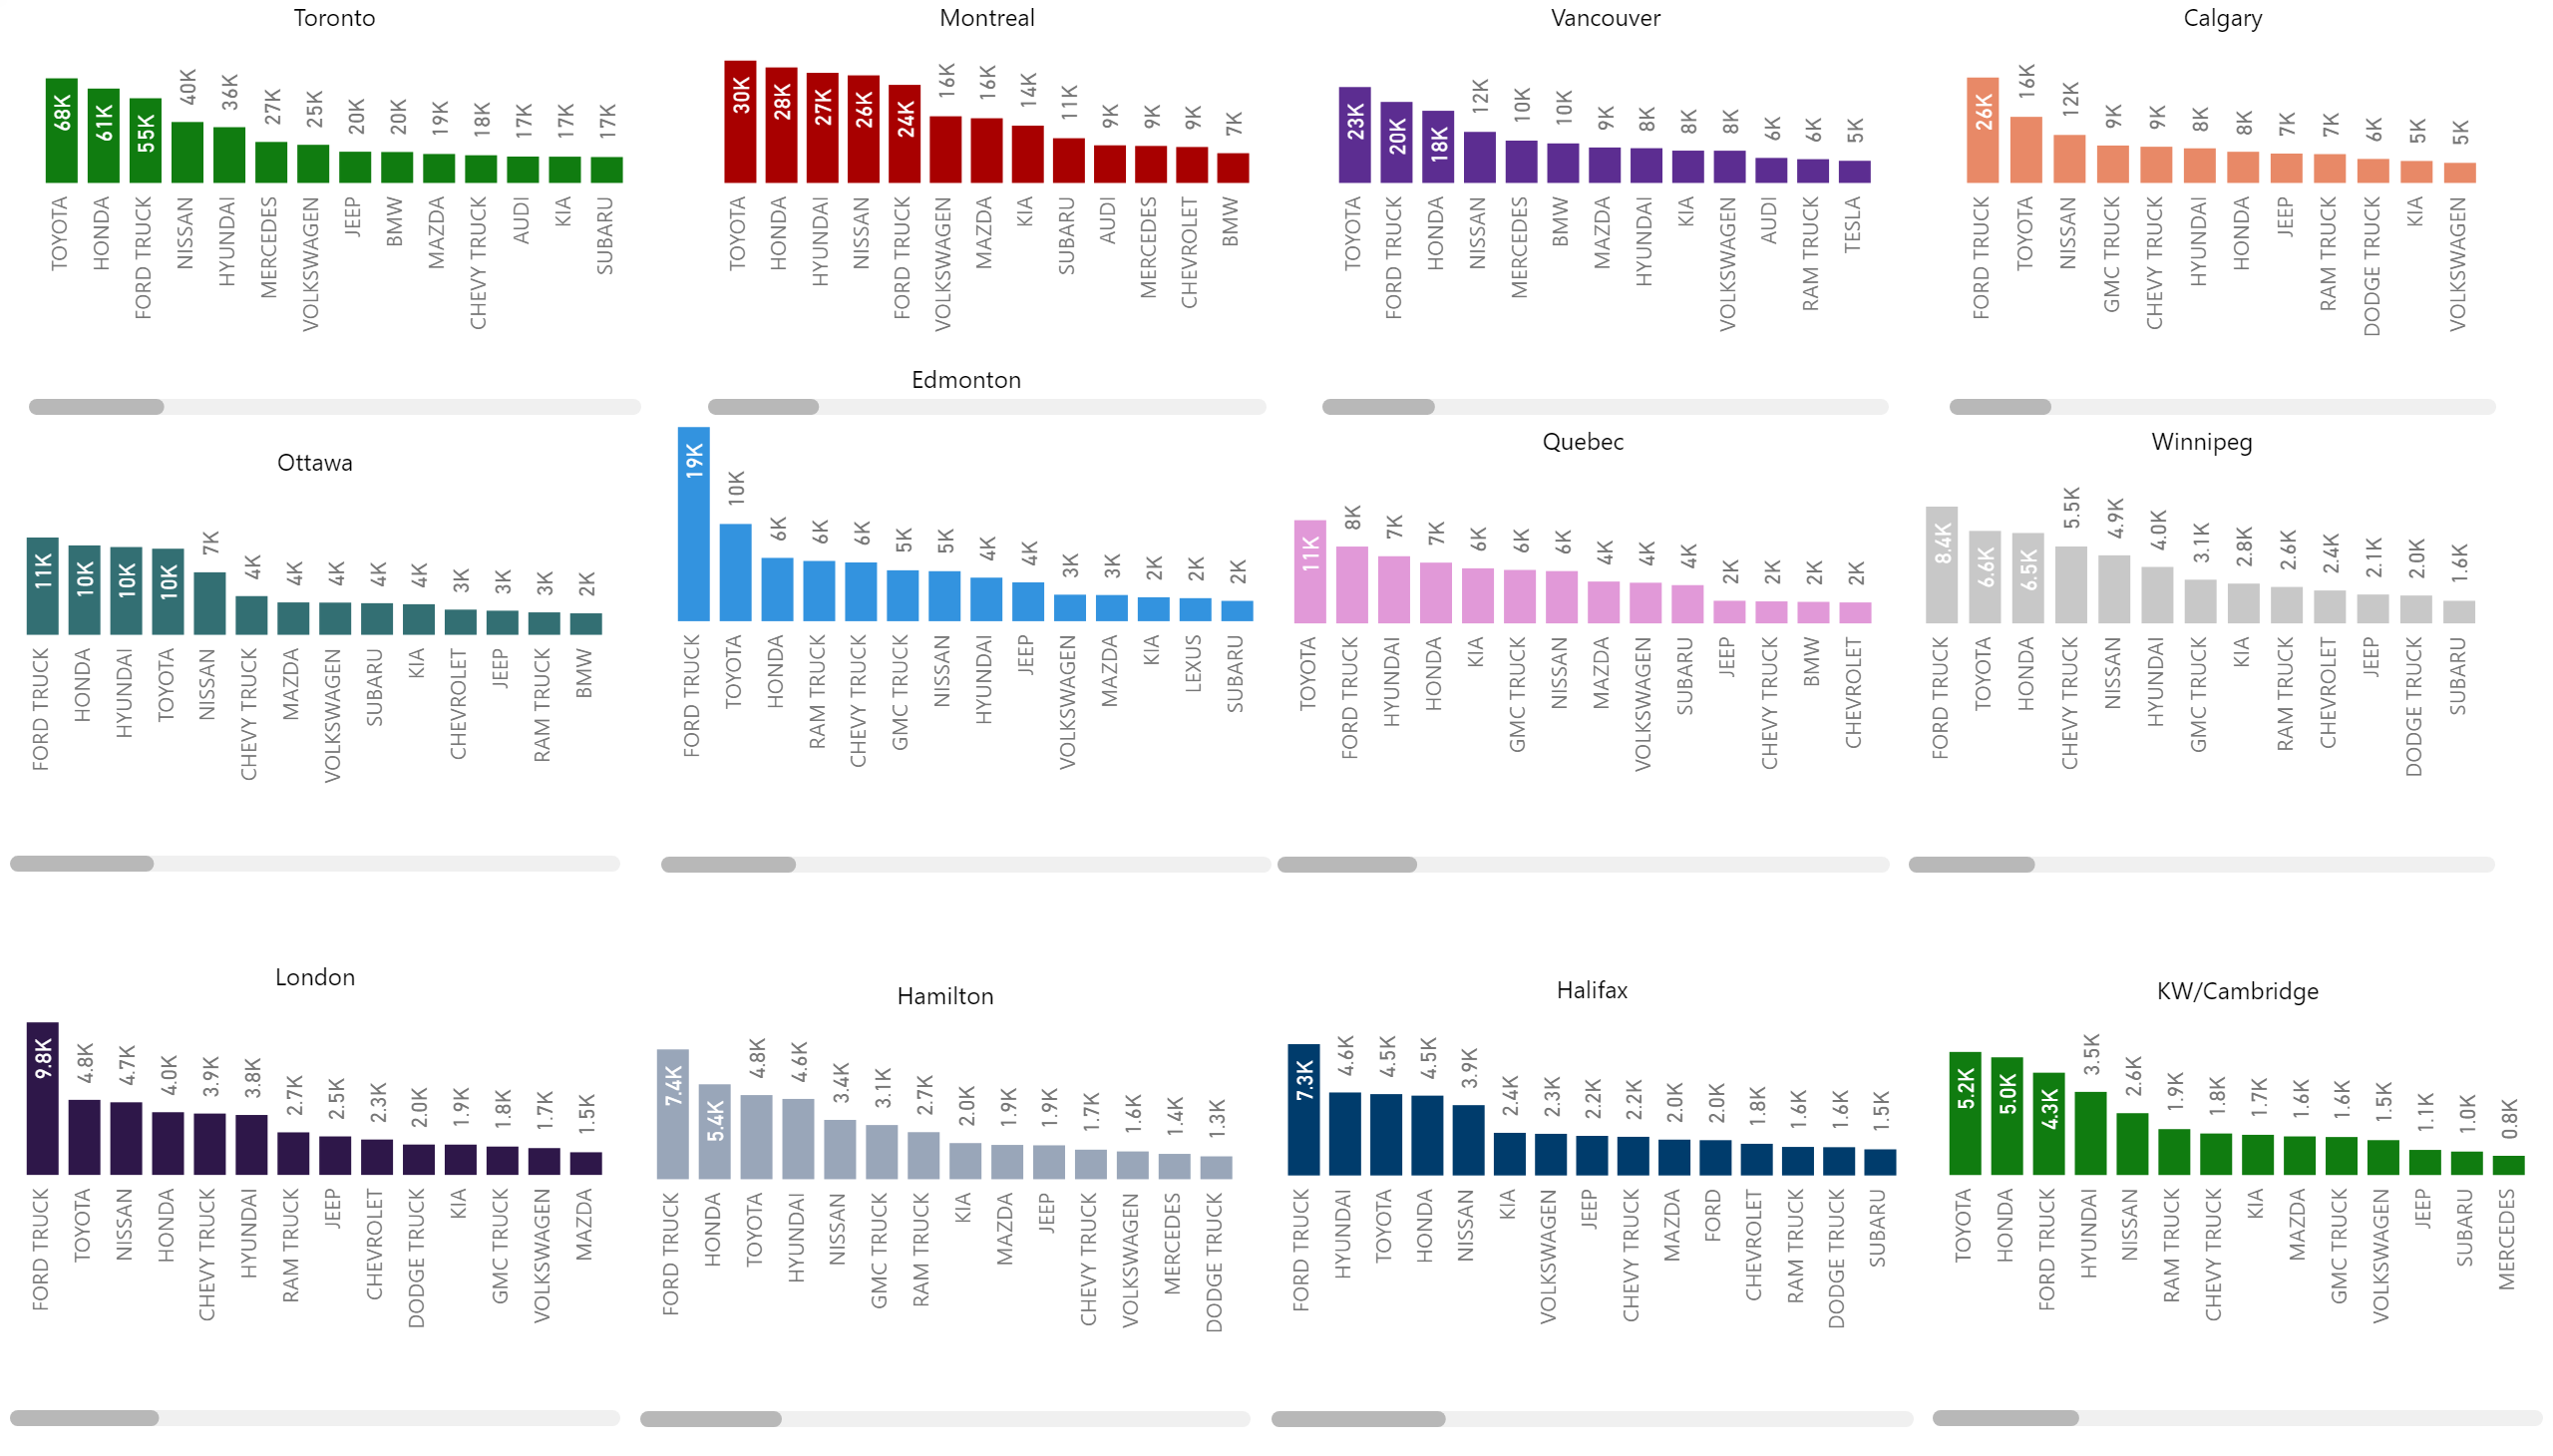 Toronto
68K
61K
55K
40K
36K
27K
25K
20K
20K
19K
18K
17K
17K
17K
TOYOTA
HONDA
FORD TRUCK
NISSAN
HYUNDAI
MERCEDES
VOLKSWAGEN
JEEP
BMW
MAZDA
CHEVY TRUCK
AUDI
KIA
SUBARU
Montreal
30K
28K
27K
26K
24K
16K
16K
14K
11K
9K
9K
9K
7K
TOYOTA
HONDA
HYUNDAI
NISSAN
FORD TRUCK
VOLKSWAGEN
MAZDA
KIA
SUBARU
AUDI
MERCEDES
CHEVROLET
BMW
Vancouver
23K
20K
18K
12K
10K
10K
9K
8K
8K
8K
6K
6K
5K
TOYOTA
FORD TRUCK
HONDA
NISSAN
MERCEDES
BMW
MAZDA
HYUNDAI
KIA
VOLKSWAGEN
AUDI
RAM TRUCK
TESLA
Calgary
26K
16K
12K
9K
9K
8K
8K
7K
7K
6K
5K
5K
FORD TRUCK
TOYOTA
NISSAN
GMC TRUCK
CHEVY TRUCK
HYUNDAI
HONDA
JEEP
RAM TRUCK
DODGE TRUCK
KIA
VOLKSWAGEN
Ottawa
11K
10K
10K
10K
7K
4K
4K
4K
4K
4K
3K
3K
3K
2K
FORD TRUCK
HONDA
HYUNDAI
TOYOTA
NISSAN
CHEVY TRUCK
MAZDA
VOLKSWAGEN
SUBARU
KIA
CHEVROLET
JEEP
RAM TRUCK
BMW
Edmonton
19K
10K
6K
6K
6K
5K
5K
4K
4K
3K
3K
2K
2K
2K
FORD TRUCK
TOYOTA
HONDA
RAM TRUCK
CHEVY TRUCK
GMC TRUCK
NISSAN
HYUNDAI
JEEP
VOLKSWAGEN
MAZDA
KIA
LEXUS
SUBARU
Quebec
11K
8K
7K
7K
6K
6K
6K
4K
4K
4K
2K
2K
2K
2K
TOYOTA
FORD TRUCK
HYUNDAI
HONDA
KIA
GMC TRUCK
NISSAN
MAZDA
VOLKSWAGEN
SUBARU
JEEP
CHEVY TRUCK
BMW
CHEVROLET
Winnipeg
8.4K
6.6K
6.5K
5.5K
4.9K
4.0K
3.1K
2.8K
2.6K
2.4K
2.1K
2.0K
1.6K
FORD TRUCK
TOYOTA
HONDA
CHEVY TRUCK
NISSAN
HYUNDAI
GMC TRUCK
KIA
RAM TRUCK
CHEVROLET
JEEP
DODGE TRUCK
SUBARU
London
9.8K
4.8K
4.7K
4.0K
3.9K
3.8K
2.7K
2.5K
2.3K
2.0K
1.9K
1.8K
1.7K
1.5K
FORD TRUCK
TOYOTA
NISSAN
HONDA
CHEVY TRUCK
HYUNDAI
RAM TRUCK
JEEP
CHEVROLET
DODGE TRUCK
KIA
GMC TRUCK
VOLKSWAGEN
MAZDA
Hamilton
7.4K
5.4K
4.8K
4.6K
3.4K
3.1K
2.7K
2.0K
1.9K
1.9K
1.7K
1.6K
1.4K
1.3K
FORD TRUCK
HONDA
TOYOTA
HYUNDAI
NISSAN
GMC TRUCK
RAM TRUCK
KIA
MAZDA
JEEP
CHEVY TRUCK
VOLKSWAGEN
MERCEDES
DODGE TRUCK
Halifax
7.3K
4.6K
4.5K
4.5K
3.9K
2.4K
2.3K
2.2K
2.2K
2.0K
2.0K
1.8K
1.6K
1.6K
1.5K
FORD TRUCK
HYUNDAI
TOYOTA
HONDA
NISSAN
KIA
VOLKSWAGEN
JEEP
CHEVY TRUCK
MAZDA
FORD
CHEVROLET
RAM TRUCK
DODGE TRUCK
SUBARU
KW/Cambridge
5.2K
5.0K
4.3K
3.5K
2.6K
1.9K
1.8K
1.7K
1.6K
1.6K
1.5K
1.1K
1.0K
0.8K
TOYOTA
HONDA
FORD TRUCK
HYUNDAI
NISSAN
RAM TRUCK
CHEVY TRUCK
KIA
MAZDA
GMC TRUCK
VOLKSWAGEN
JEEP
SUBARU
MERCEDES